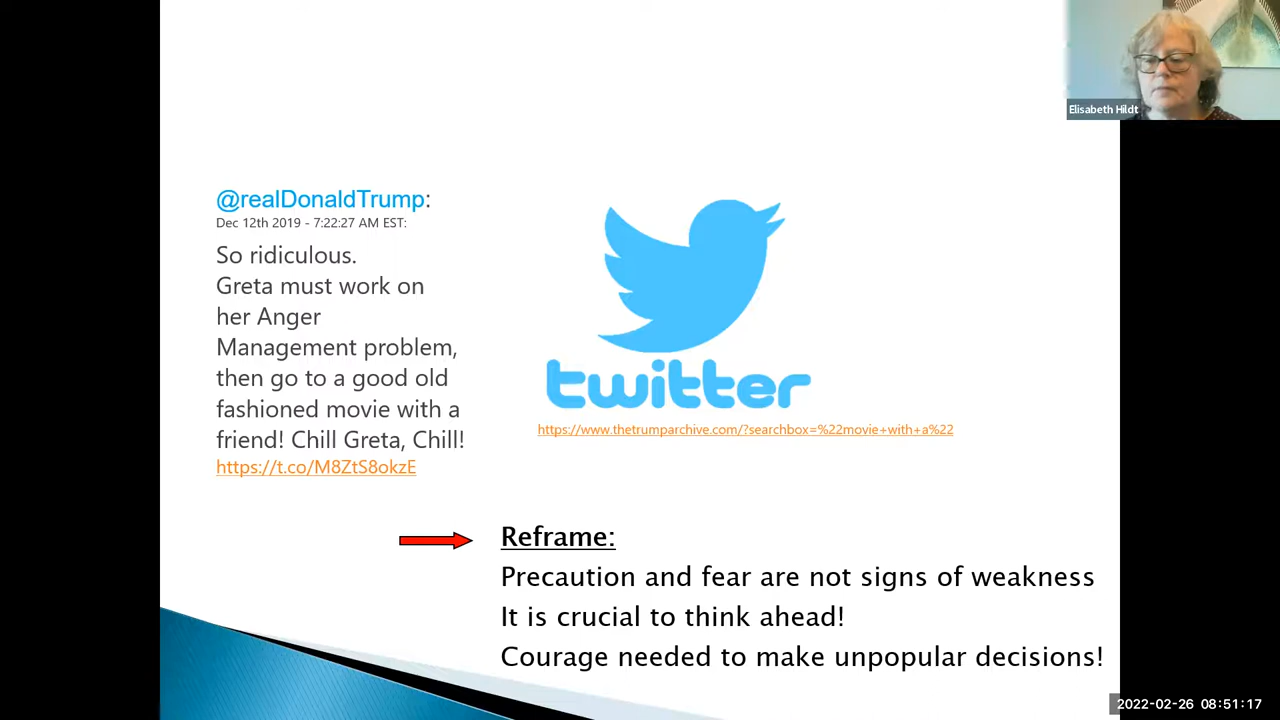 Elisabeth Hildt
@realDonaldTrump:
Dec 12th 2019 - 7:22:27 AM EST:
So ridiculous.
Greta must work on
her Anger
Management problem,
then go to a good old
fashioned movie with a
friend! Chill Greta, Chill!
https://t.co/M8ZtS8okzE
twitter
https://www.thetrumparchive.com/?searchbox=%22movie+with+a%22
Reframe:
Precaution and fear are not signs of weakness
It is crucial to think ahead!
Courage needed to make unpopular decisions!
2022-02-26 08:51:17